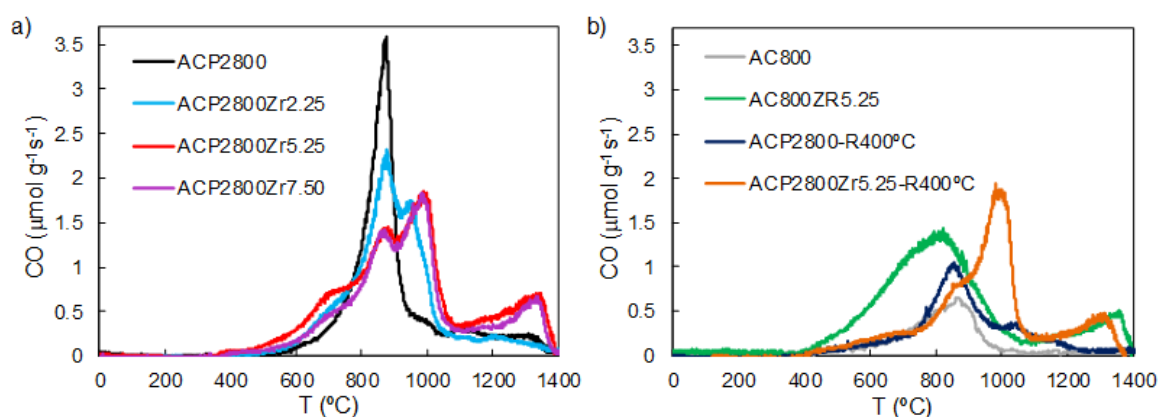 a)
3.5
3
2.5
2
1.5
1
0.5
0
CO (µmol g-1 s-1)
ACP2800
ACP2800Zr2.25
ACP2800Zr5.25
ACP2800Zr7.50
0 200 400 600 800 1000 1200 1400
T (ºC)
b)
3.5
3
2.5
2
1.5
1
0.5
0
CO (µmol g-1 s-1)
AC800
AC800ZR5.25
ACP2800-R400ºC
ACP2800Zr5.25-R400ºC
0 200 400 600 800 1000 1200 1400
T (ºC)